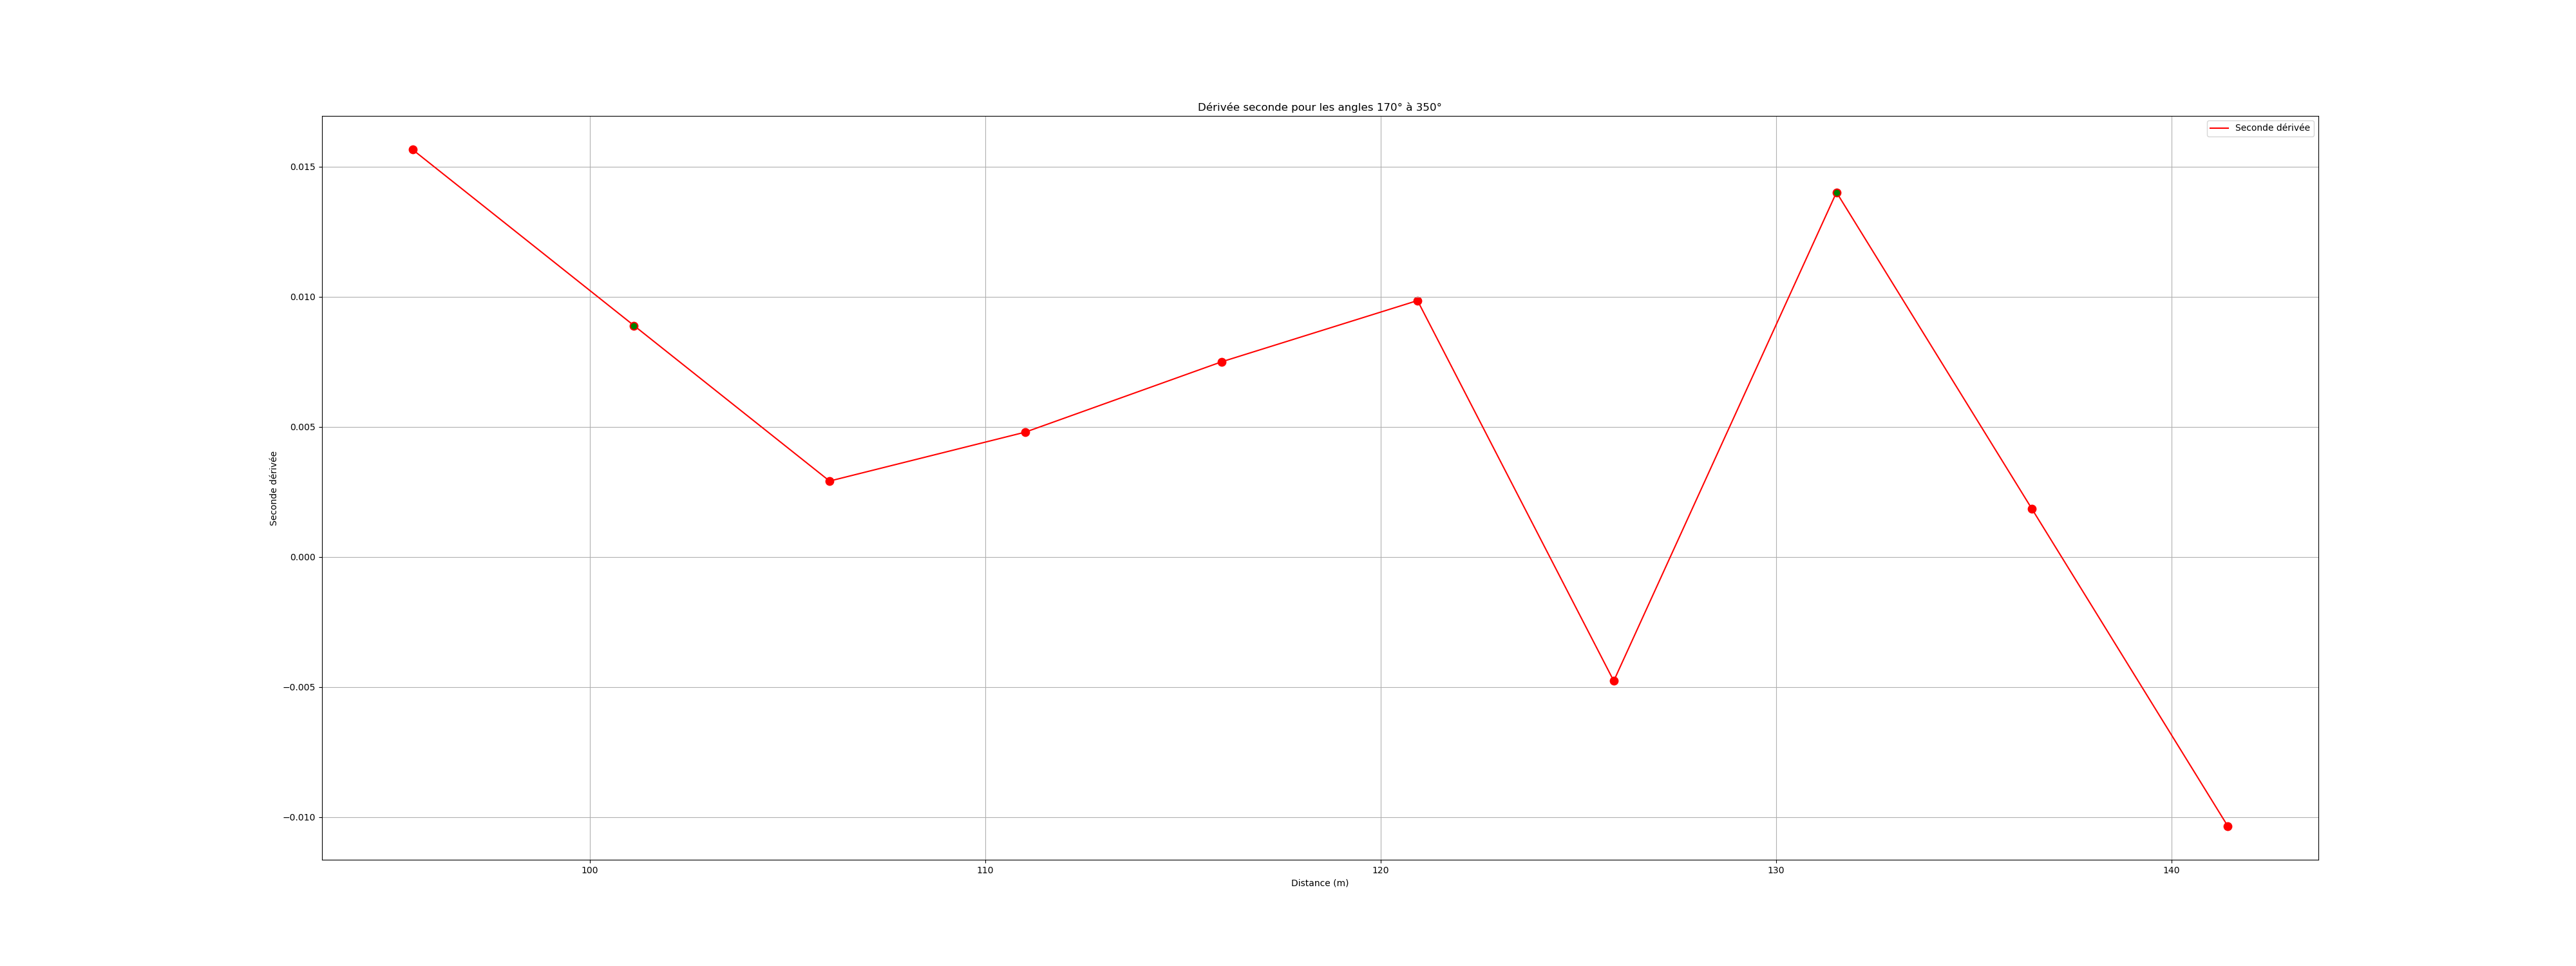 Dérivée seconde pour les angles 170° à 350°
Seconde dérivée
0.015
0.010
0.005
0.000
−0.005
−0.010
Seconde dérivée
100
110
120
130
140
Distance (m)